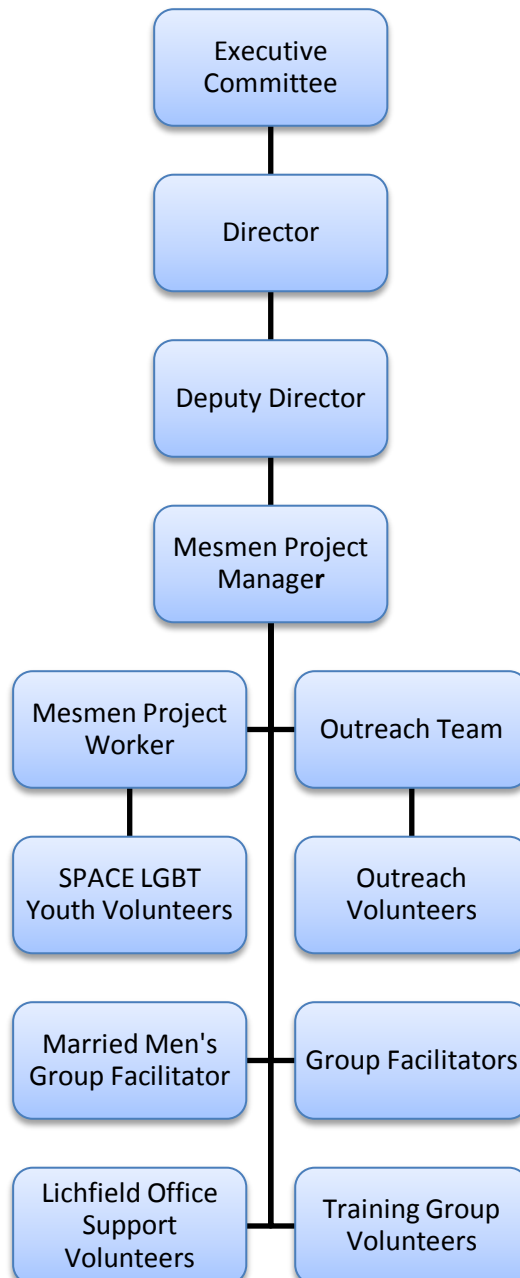 Executive
Committee
Director
Deputy Director
Mesmen Project
Manager
Mesmen Project
Worker
Outreach Team
SPACE LGBT
Youth Volunteers
Outreach
Volunteers
Married Men's
Group Facilitator
Group Facilitators
Lichfield Office
Support
Volunteers
Training Group
Volunteers